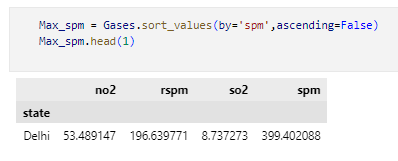 Max_spm = Gases.sort_values(by='spm',ascending=False)
Max_spm.head(1)
no2 rspm so2 spm
state
Delhi 53.489147 196.639771 8.737273 399.402088